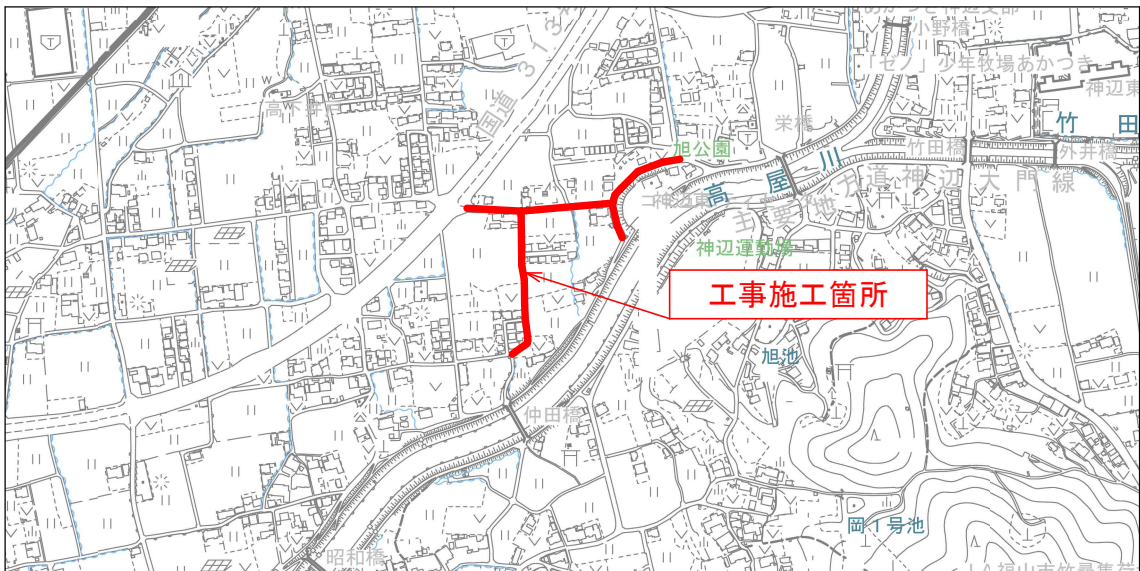 小野橋
「ゼノ」少年牧場あかつき
神辺東
国道313
栄橋
竹田
旭公園
竹田橋
外井橋
高屋川
主要地方道神辺大門線
神辺運動場
工事施工箇所
旭池
仲田橋
岡1号池
昭和橋